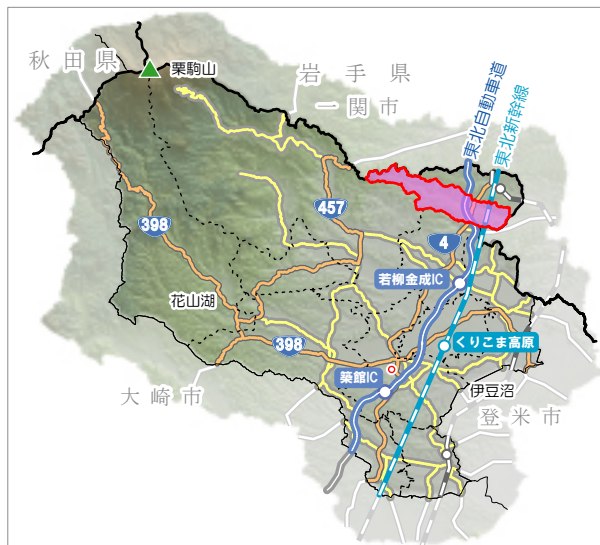 秋田県
栗駒山
岩手県
一関市
東北自動車道
東北新幹線
398
457
4
若柳金成IC
花山湖
398
くりこま高原
築館IC
伊豆沼
大崎市
登米市